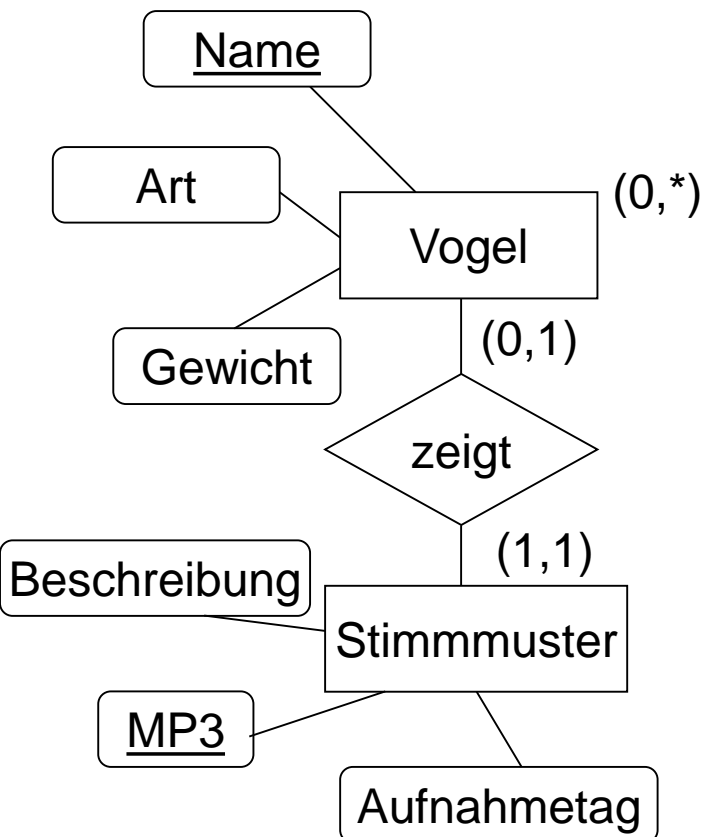 Name
Art
(0,*)
Vogel
(0,1)
Gewicht
zeigt
(1,1)
Beschreibung
Stimmmuster
MP3
Aufnahmetag